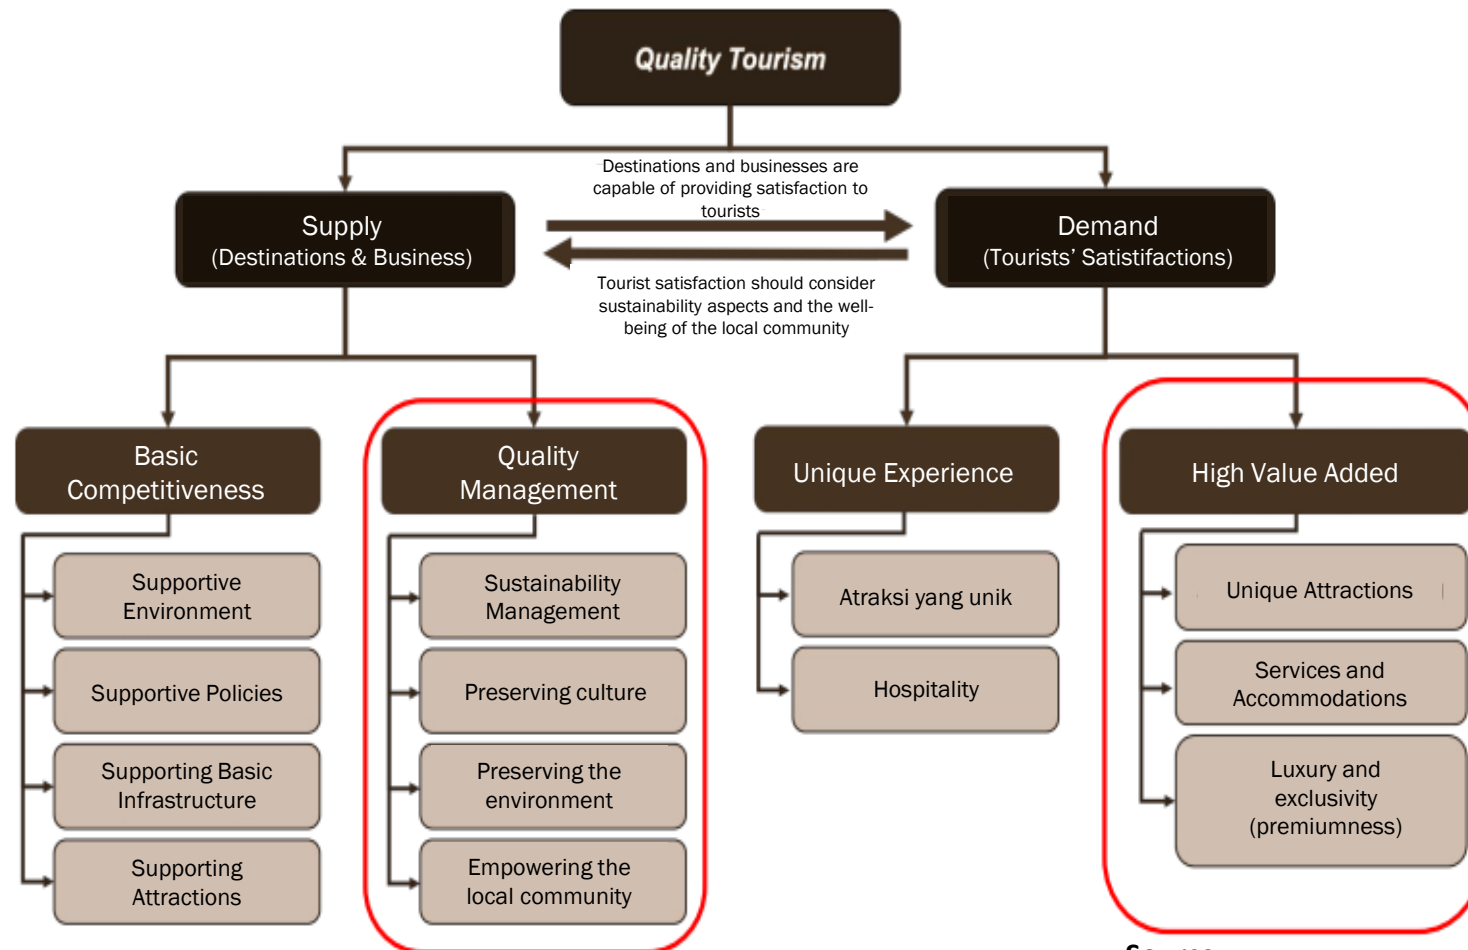 Quality Tourism
Destinations and businesses are
capable of providing satisfaction to
tourists
Supply
(Destinations & Business)
Demand
(Tourists' Satistifactions)
Tourist satisfaction should consider
sustainability aspects and the well-
being of the local community
Basic
Competitiveness
Supportive
Environment
Supportive Policies
Supporting Basic
Infrastructure
Supporting
Attractions
Quality
Management
Sustainability
Management
Preserving culture
Preserving the
environment
Empowering the
local community
Unique Experience
Atraksi yang unik
Hospitality
High Value Added
Unique Attractions
Services and
Accommodations
Luxury and
exclusivity
(premiumness)